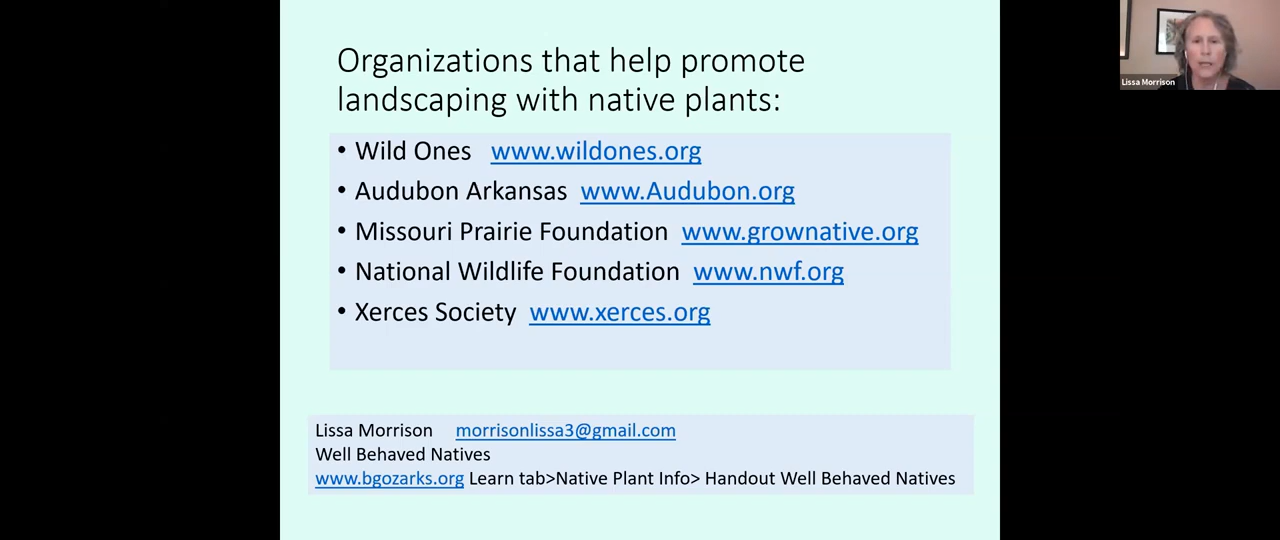 Organizations that help promote
landscaping with native plants:
• Wild Ones www.wildones.org
• Audubon Arkansas www.Audubon.org
• Missouri Prairie Foundation www.grownative.org
• National Wildlife Foundation www.nwf.org
• Xerces Society www.xerces.org
Lissa Morrison morrisonlissa3@gmail.com
Well Behaved Natives
www.bgozarks.org Learn tab>Native Plant Info> Handout Well Behaved Natives
Lissa Morrison